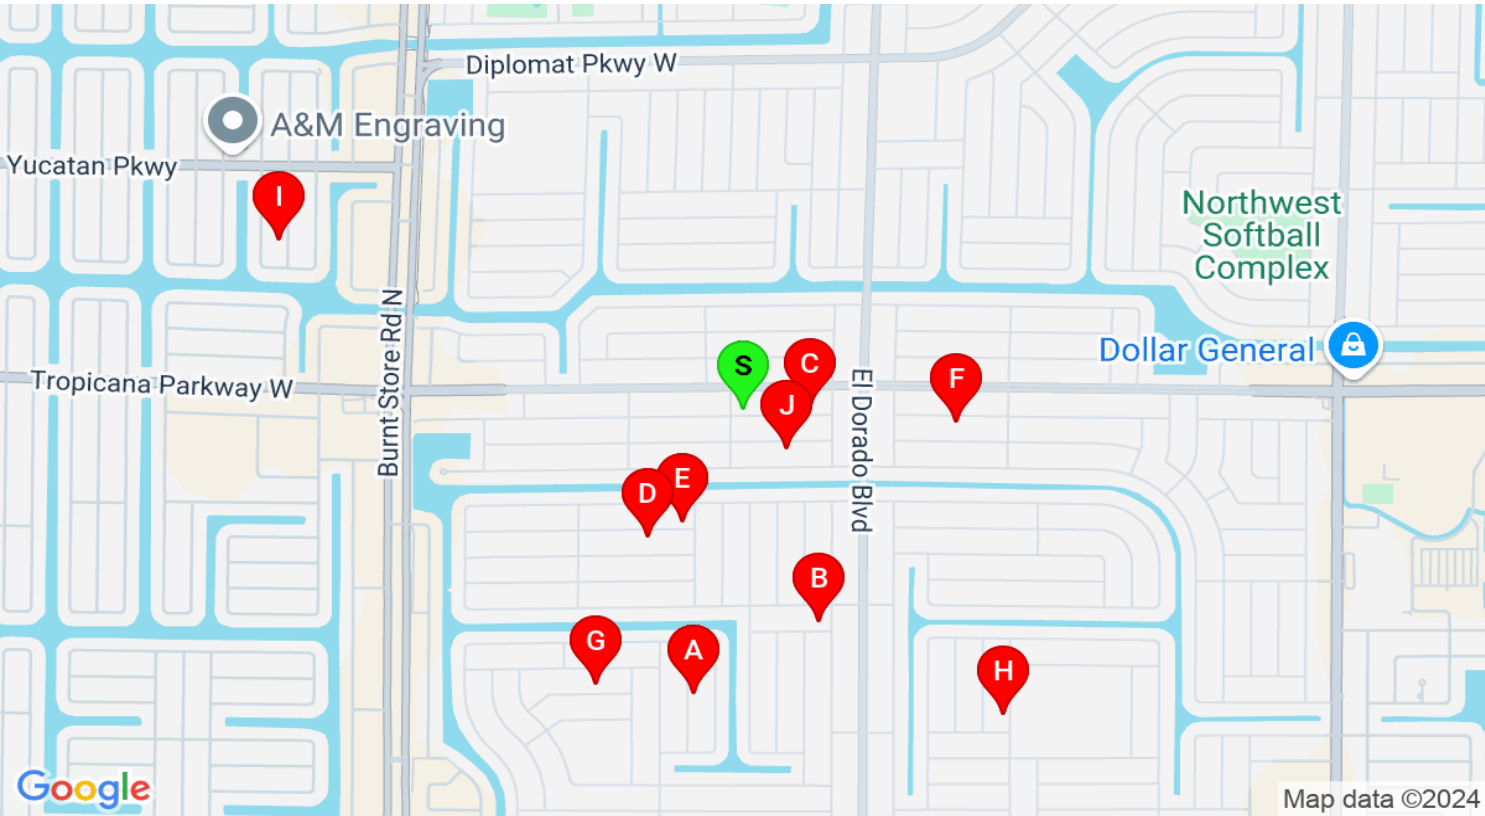 Diplomat Pkwy W
A&M Engraving
Yucatan Pkwy
I
Northwest
Softball
Complex
Burnt Store Rd N
Tropicana Parkway W
S
C
J
F
El Dorado Blvd
Dollar General
E
D
B
G
A
H
Google
Map data ©2024